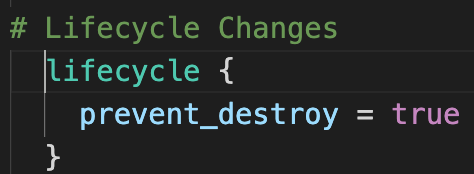 # Lifecycle Changes
lifecycle {
prevent_destroy = true
}